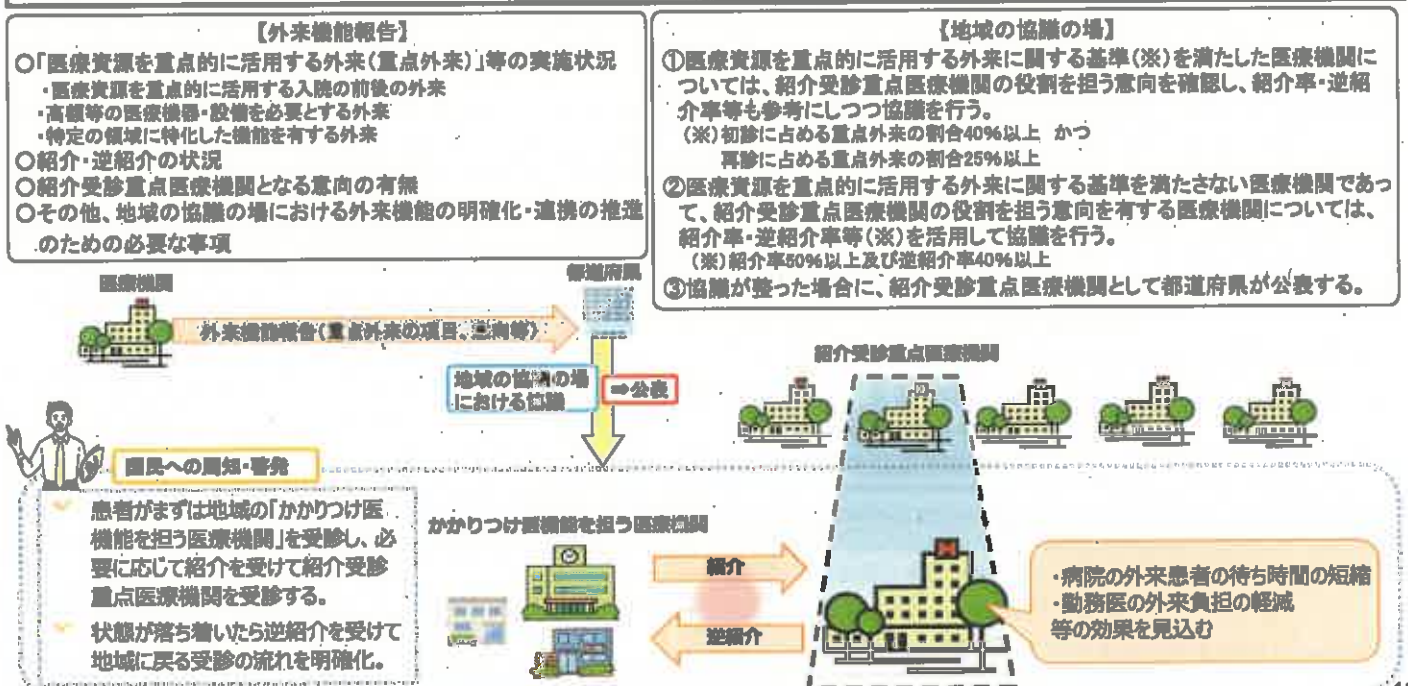 【外来機能報告】
○「医療資源を重点的に活用する外来(重点外来)」等の実施状況
・医療資源を重点的に活用する入院の前後の外来
・高額等の医療機器・設備を必要とする外来
・特定の領域に特化した機能を有する外来
○紹介・逆紹介の状況
○紹介受診重点医療機関となる意向の有無
○その他、地域の協議の場における外来機能の明確化・連携の推進
のための必要な事項
【地域の協議の場】
①医療資源を重点的に活用する外来に関する基準(※)を満たした医療機関に
ついては、紹介受診重点医療機関の役割を担う意向を確認し、紹介率・逆紹
介率等も参考にしつつ協議を行う。
(※)初診に占める重点外来の割合40%以上 かつ
再診に占める重点外来の割合25%以上
②医療資源を重点的に活用する外来に関する基準を満たさない医療機関であっ
て、紹介受診重点医療機関の役割を担う意向を有する医療機関については、
紹介率・逆紹介率等(※)を活用して協議を行う。
(※)紹介率50%以上及び逆紹介率40%以上
③協議が整った場合に、紹介受診重点医療機関として都道府県が公表する。
医療機関
都道府県
外来機能報告(重点外来の項目、意向等)
地域の協議の場
における協議
⇒公表
紹介受診重点医療機関
国民への周知・啓発
患者がまずは地域の「かかりつけ医
機能を担う医療機関」を受診し、必
要に応じて紹介を受けて紹介受診
重点医療機関を受診する。
状態が落ち着いたら逆紹介を受けて
地域に戻る受診の流れを明確化。
かかりつけ医機能を担う医療機関
紹介
逆紹介
・病院の外来患者の待ち時間の短縮
・勤務医の外来負担の軽減
等の効果を見込む